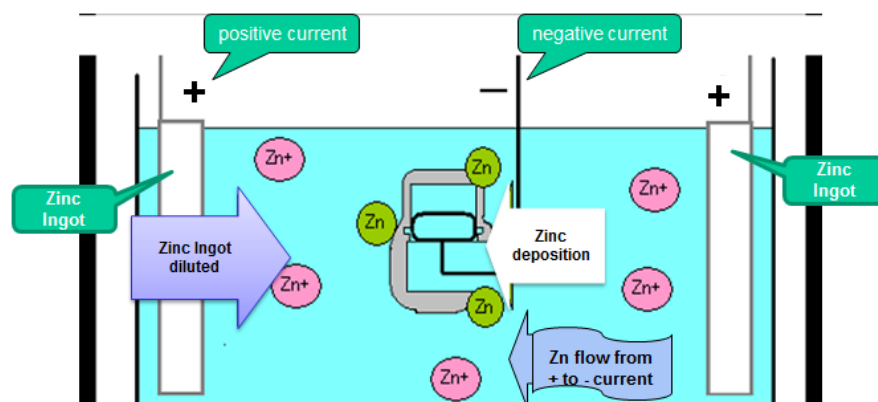 positive current
negative current
+
−
+
Zn+
Zn
Zn+
Zinc
Ingot
Zinc
Ingot
Zn
Zinc Ingot
diluted
Zinc
deposition
Zn+
Zn+
Zn
Zn flow from
+ to - current
Zn+